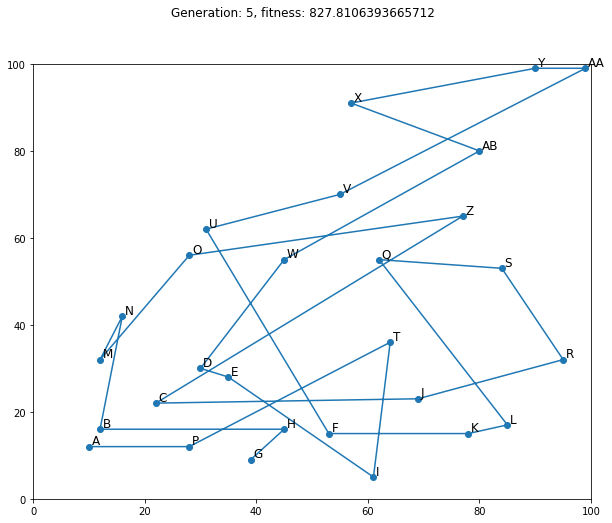 Generation: 5, fitness: 827.8106393665712
100
Y
AA
X
80
AB
V
Z
U
60
O
W
Q
S
40
N
T
M
R
D
E
20
C
J
B
H
F
K
L
A
P
G
I
0
0
20
40
60
80
100